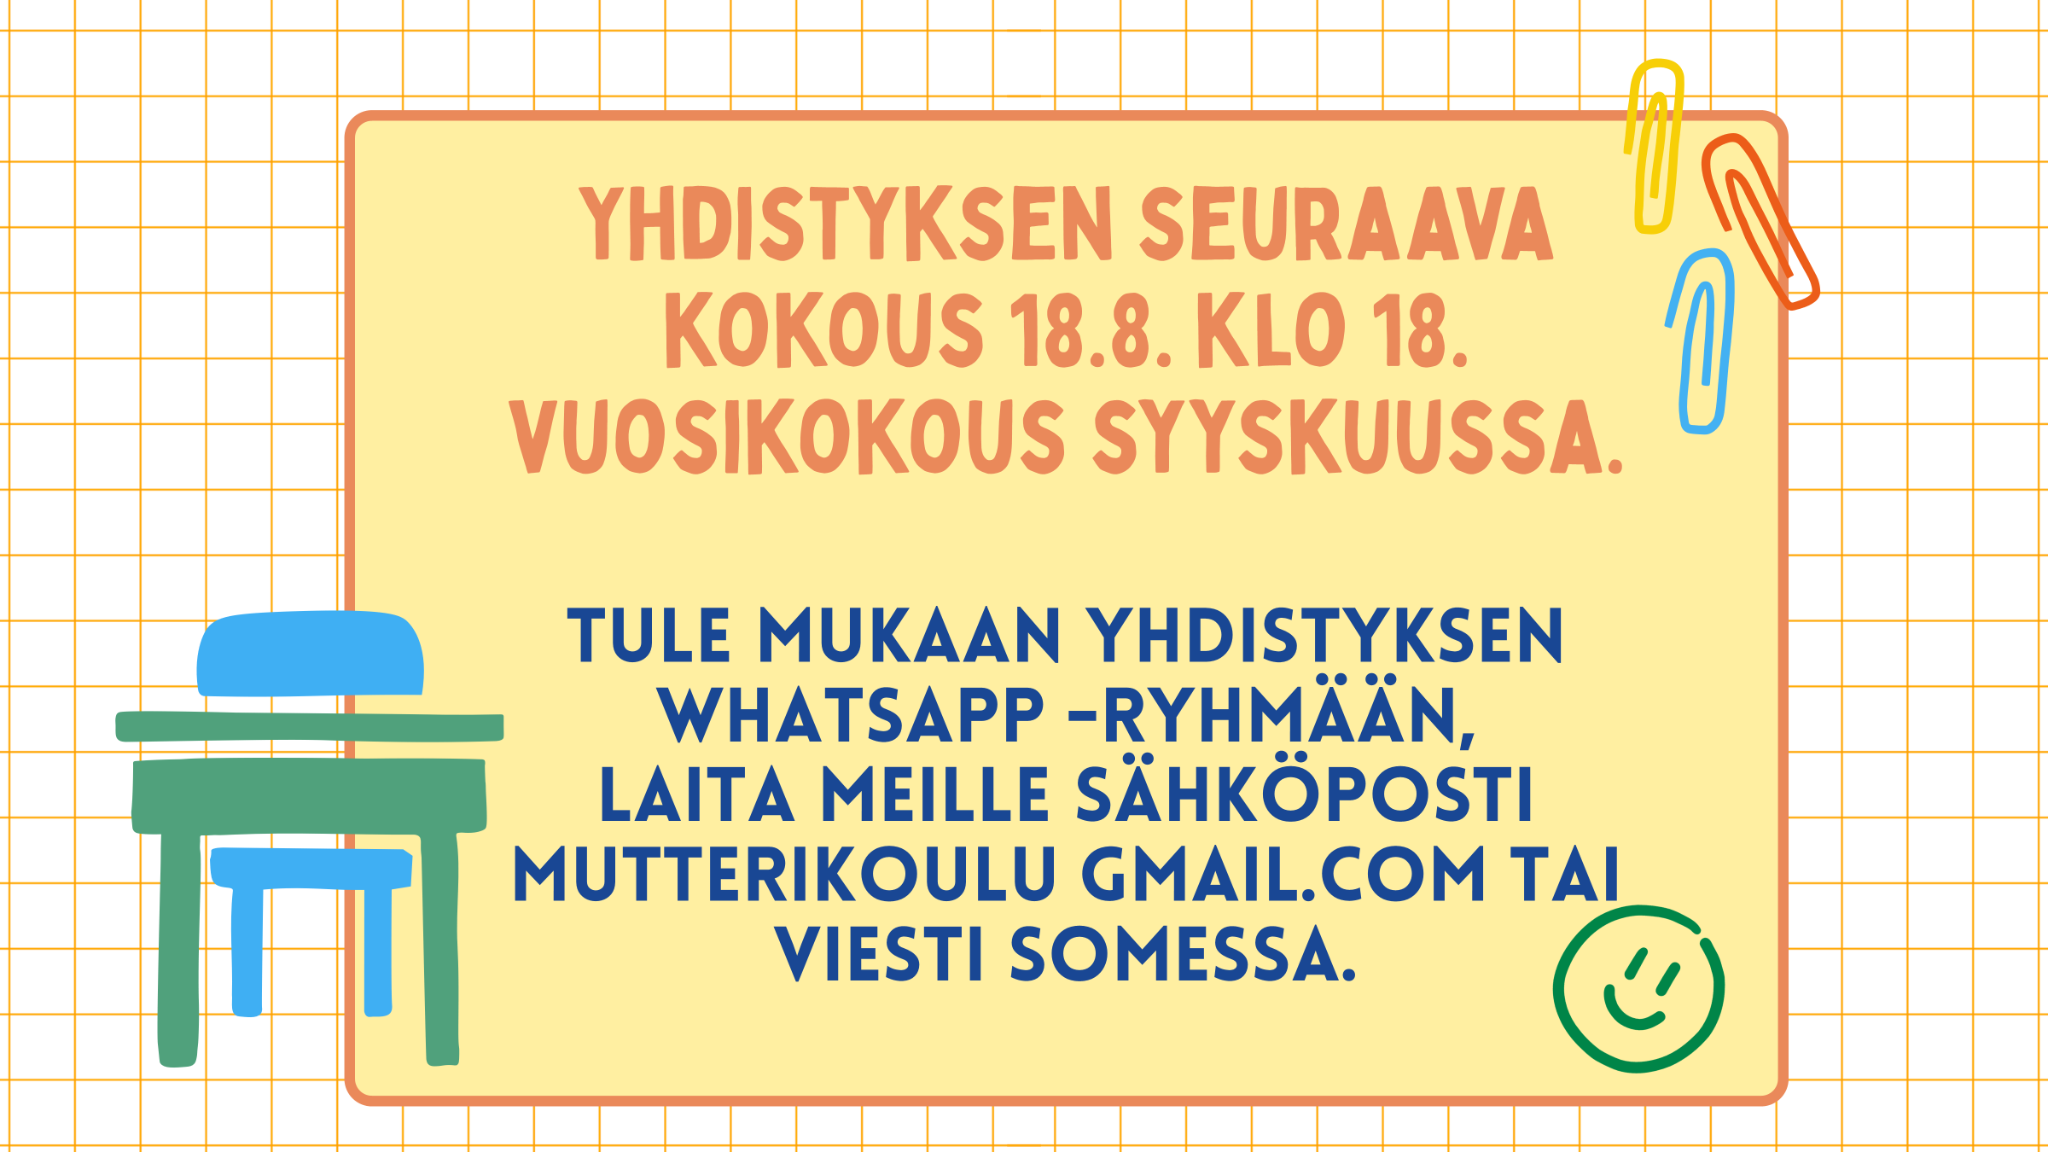 YHDISTYKSEN SEURAAVA
KOKOUS 18.8. KLO 18.
VUOSIKOKOUS SYYSKUUSSA.
TULE MUKAAN YHDISTYKSEN
WHATSAPP -RYHMÄÄN,
LAITA MEILLE SÄHKÖPOSTI
MUTTERIKOULU GMAIL.COM TAI
VIESTI SOMESSA.